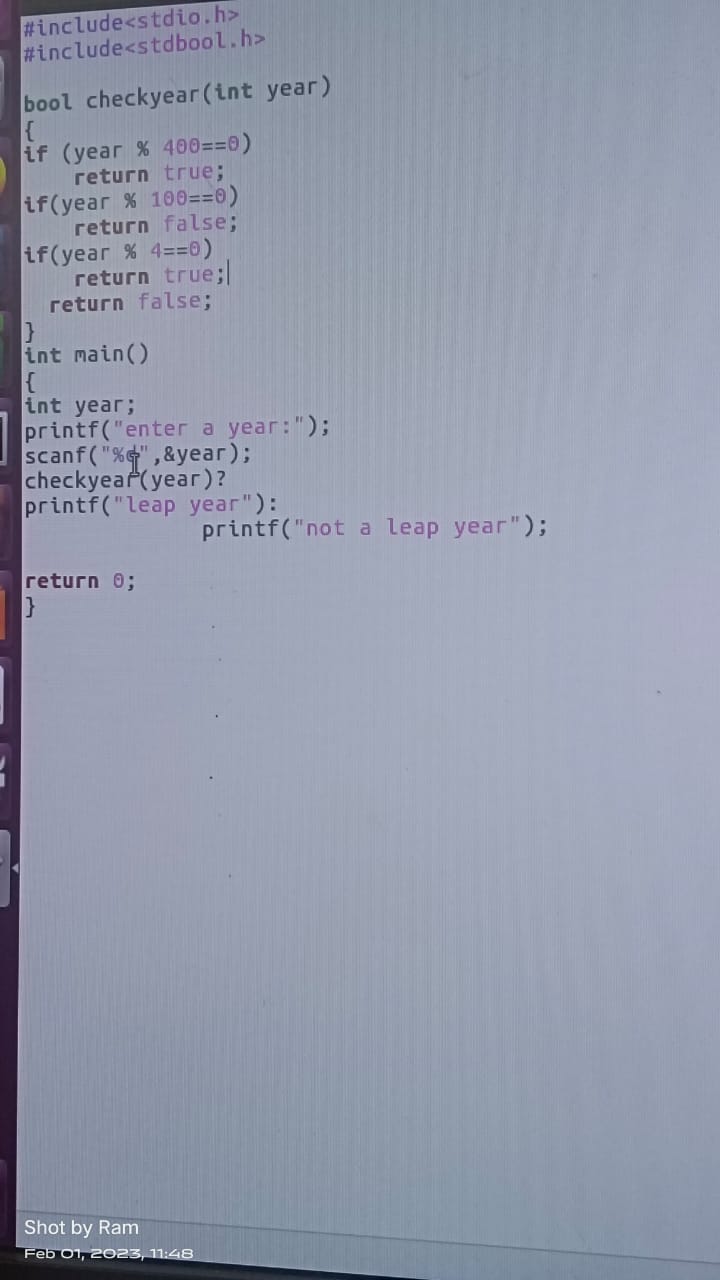 #include<stdio.h>
#include<stdbool.h>
bool checkyear(int year)
{
if (year % 400==0)
return true;
if(year % 100==0)
return false;
if(year % 4==0)
return true;
return false;
}
int main()
{
int year;
printf("enter a year:");
scanf("%d",&year);
checkyear(year)?
printf("leap year"):
printf("not a leap year");
return 0;
}
Shot by Ram
Feb 01, 2023, 11:48